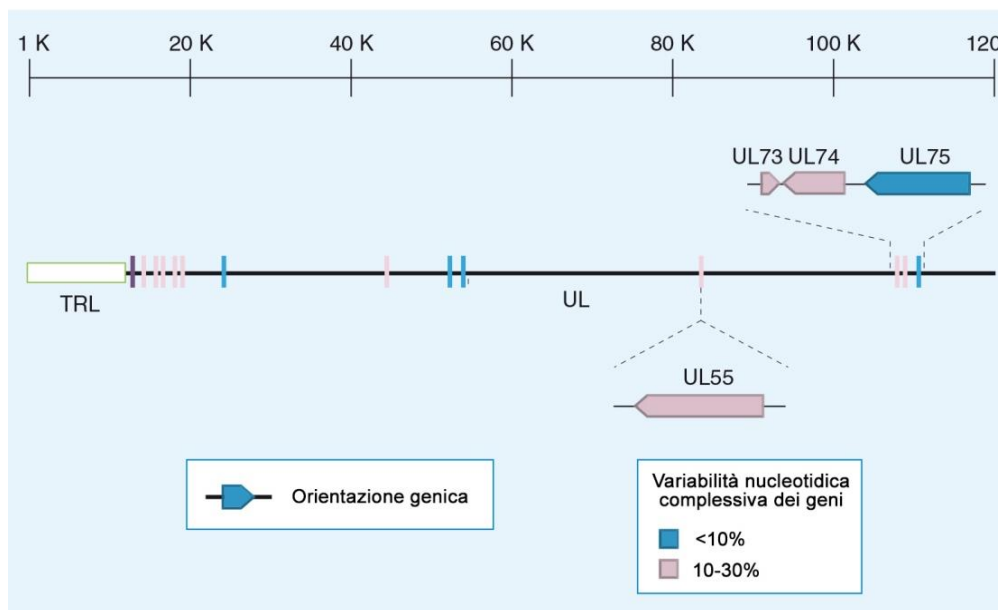 1 K 20 K 40 K 60 K 80 K 100 K 120
UL73 UL74 UL75
TRL
UL
UL55
Orientazione genica
Variabilità nucleotidica
complessiva dei geni
<10%
10-30%